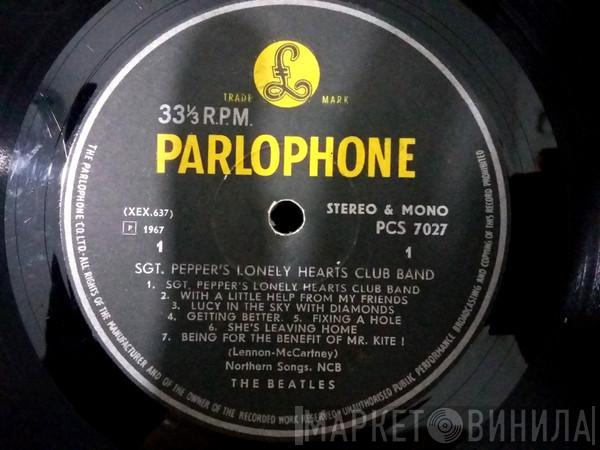 TRADE MARK
33⅓ R.P.M.
PARLOPHONE
(XEX.637)
STEREO & MONO
Ⓟ 1967
PCS 7027
1
1
SGT. PEPPER'S LONELY HEARTS CLUB BAND
1. SGT. PEPPER'S LONELY HEARTS CLUB BAND
2. WITH A LITTLE HELP FROM MY FRIENDS
3. LUCY IN THE SKY WITH DIAMONDS
4. GETTING BETTER. 5. FIXING A HOLE
6. SHE'S LEAVING HOME
7. BEING FOR THE BENEFIT OF MR. KITE !
(Lennon-McCartney)
Northern Songs. NCB
THE BEATLES
THE PARLOPHONE CO. LTD.-ALL RIGHTS OF THE MANUFACTURER AND OF THE OWNER OF THE RECORDED WORK RESERVED UNAUTHORISED PUBLIC PERFORMANCE BROADCASTING AND COPYING OF THIS RECORD PROHIBITED
МАРКЕТОВИНИЛА